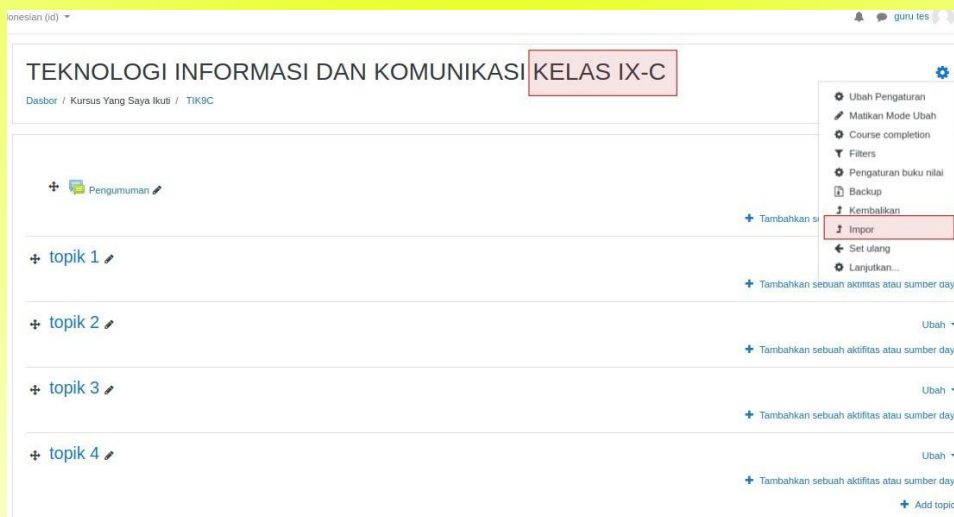 onesian (id)
guru tes
TEKNOLOGI INFORMASI DAN KOMUNIKASI KELAS IX-C
Dasbor / Kursus Yang Saya Ikuti / TIK9C
Ubah Pengaturan
Matikan Mode Ubah
Course completion
Filters
Pengaturan buku nilai
Backup
Kembalikan
Impor
Set ulang
Lanjutkan...
Pengumuman
Tambahkan s
topik 1
Tambahkan sebuah aktifitas atau sumber day
topik 2
Ubah
Tambahkan sebuah aktifitas atau sumber day
topik 3
Ubah
Tambahkan sebuah aktifitas atau sumber day
topik 4
Ubah
Tambahkan sebuah aktifitas atau sumber day
Add topic